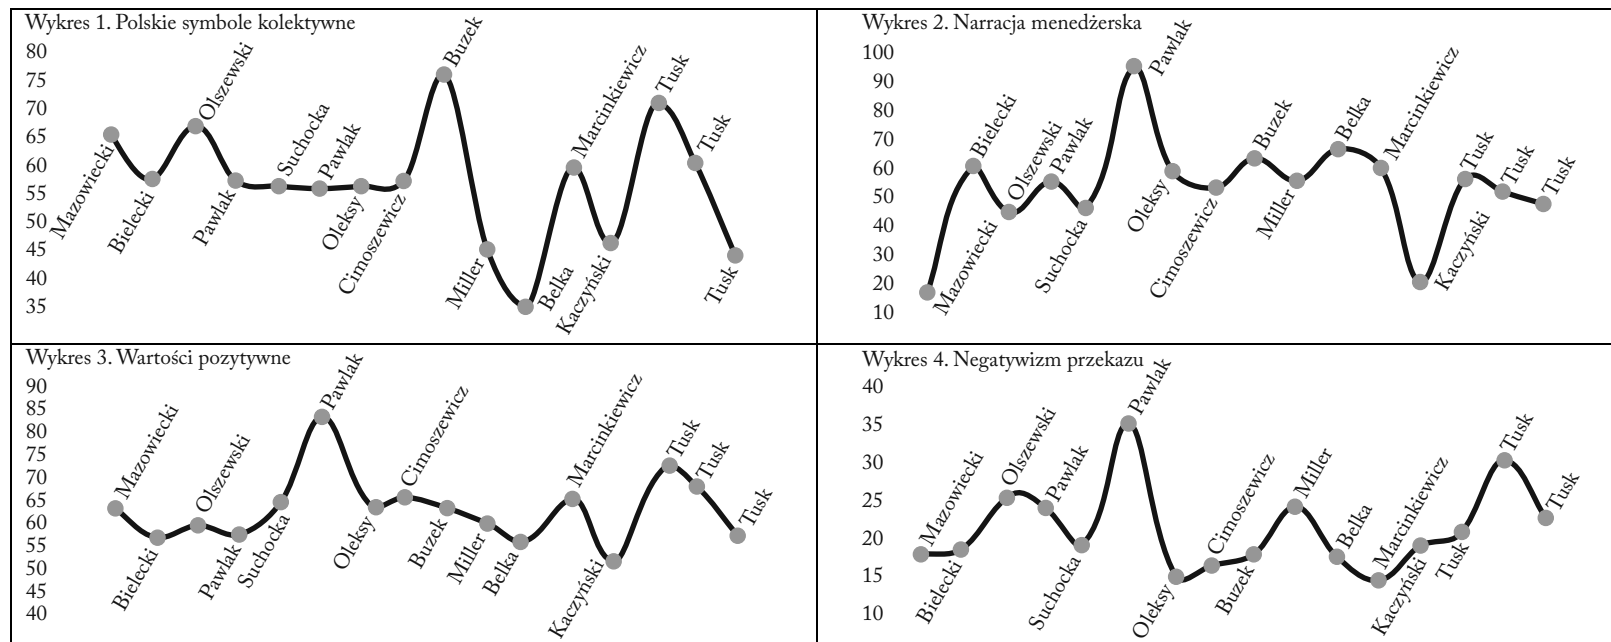 Wykres 1. Polskie symbole kolektywne
80
75
70
65
60
55
50
45
40
35
Mazowiecki
Bielecki
Olszewski
Pawlak
Suchocka
Pawlak
Oleksy
Cimoszewicz
Buzek
Miller
Belka
Marcinkiewicz
Kaczyński
Tusk
Tusk
Tusk
Wykres 2. Narracja menedżerska
100
90
80
70
60
50
40
30
20
10
Mazowiecki
Bielecki
Olszewski
Pawlak
Suchocka
Pawlak
Oleksy
Cimoszewicz
Buzek
Miller
Belka
Marcinkiewicz
Kaczyński
Tusk
Tusk
Tusk
Wykres 3. Wartości pozytywne
90
85
80
75
70
65
60
55
50
45
40
Mazowiecki
Bielecki
Olszewski
Pawlak
Suchocka
Pawlak
Oleksy
Cimoszewicz
Buzek
Miller
Belka
Marcinkiewicz
Kaczyński
Tusk
Tusk
Tusk
Wykres 4. Negatywizm przekazu
40
35
30
25
20
15
10
Mazowiecki
Bielecki
Olszewski
Pawlak
Suchocka
Pawlak
Oleksy
Cimoszewicz
Buzek
Miller
Belka
Marcinkiewicz
Kaczyński
Tusk
Tusk
Tusk